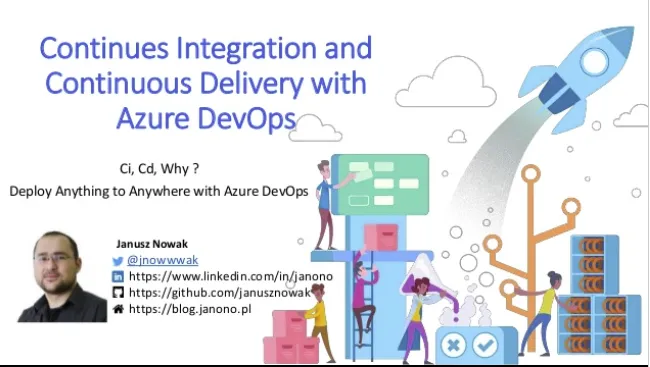 Continues Integration and
Continuous Delivery with
Azure DevOps
Ci, Cd, Why ?
Deploy Anything to Anywhere with Azure DevOps
Janusz Nowak
@jnowwwak
https://www.linkedin.com/in/janono
https://github.com/janusznowak
https://blog.janono.pl